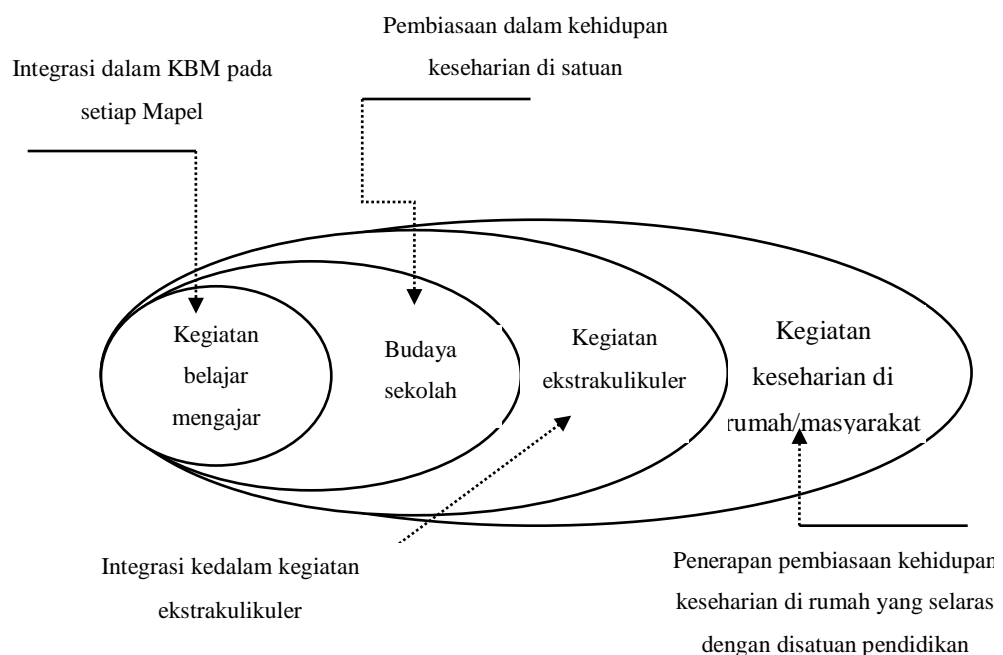 Pembiasaan dalam kehidupan
keseharian di satuan
Integrasi dalam KBM pada
setiap Mapel
Kegiatan
belajar
mengajar
Budaya
sekolah
Kegiatan
ekstrakulikuler
Kegiatan
keseharian di
rumah/masyarakat
Integrasi kedalam kegiatan
ekstrakulikuler
Penerapan pembiasaan kehidupan
keseharian di rumah yang selaras
dengan disatuan pendidikan